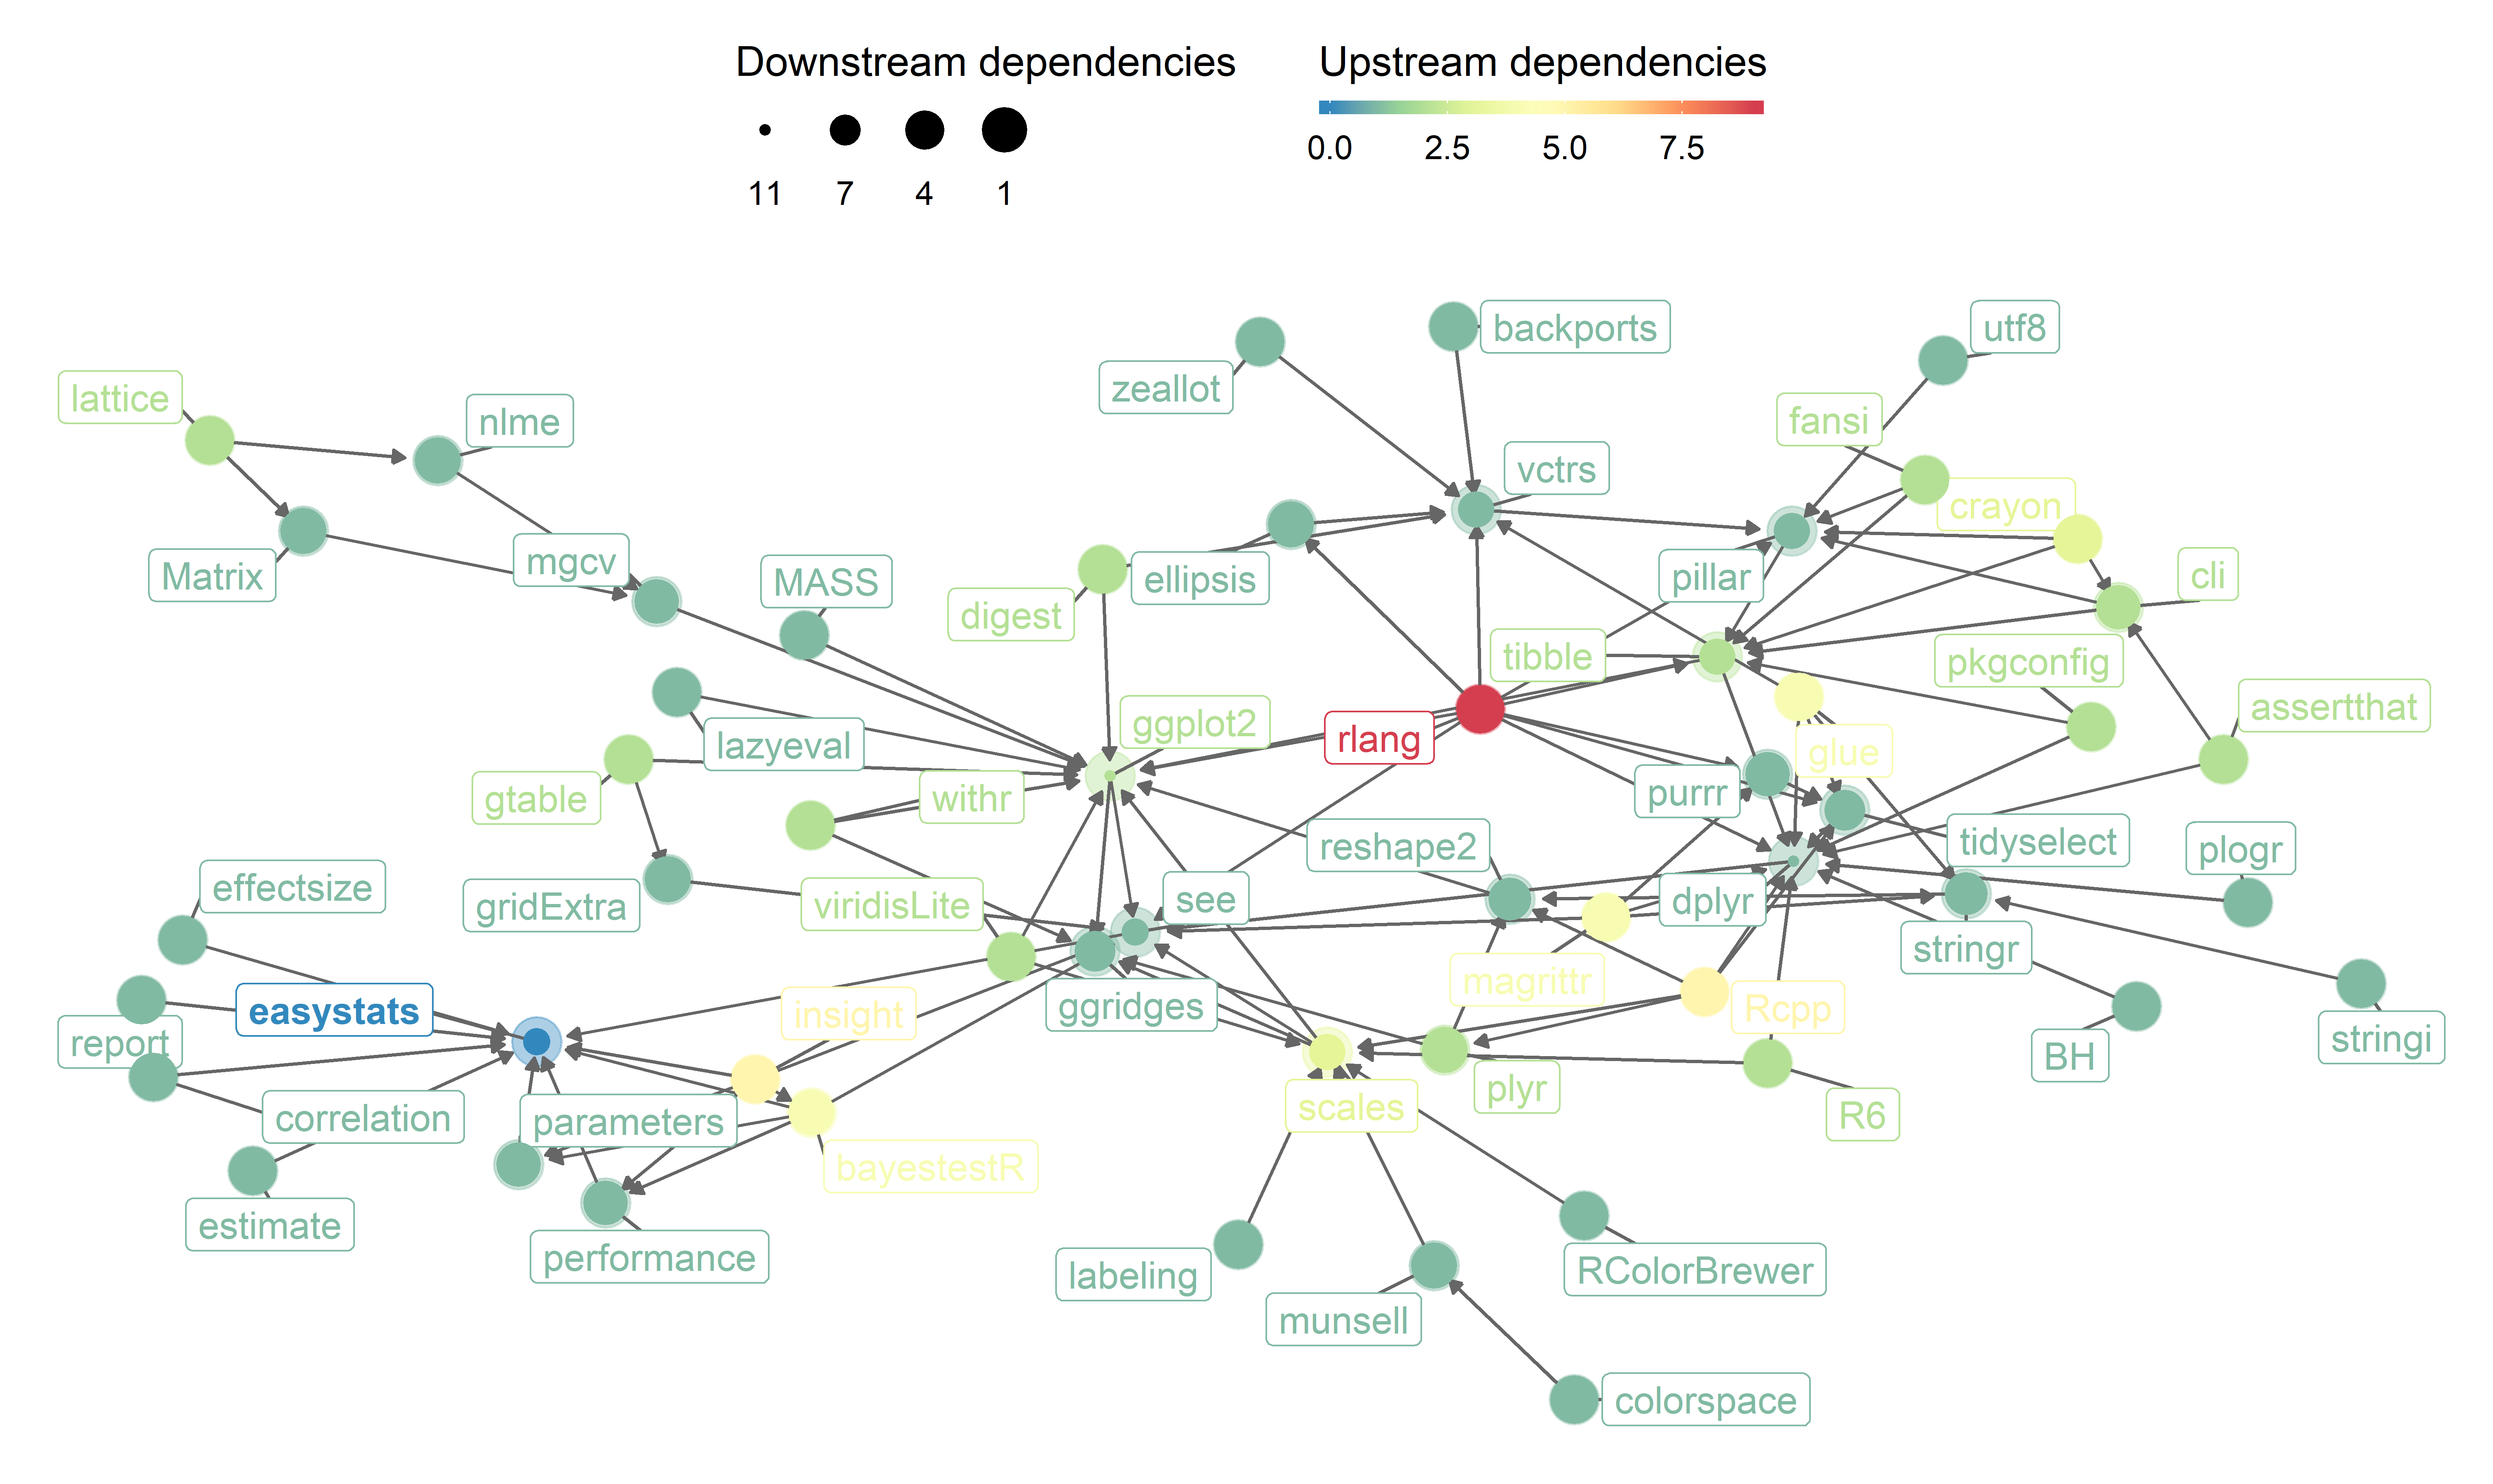 Downstream dependencies
11 7 4 1
Upstream dependencies
0.0 2.5 5.0 7.5
backports
utf8
zeallot
lattice
nlme
fansi
vctrs
crayon
mgcv
Matrix
MASS
ellipsis
pillar
cli
digest
tibble
pkgconfig
assertthat
ggplot2
rlang
lazyeval
glue
gtable
withr
purrr
reshape2
tidyselect
plogr
effectsize
gridExtra
viridisLite
see
dplyr
stringr
magrittr
easystats
insight
ggridges
Rcpp
report
BH
stringi
correlation
parameters
scales
plyr
R6
bayestestR
estimate
performance
labeling
RColorBrewer
munsell
colorspace